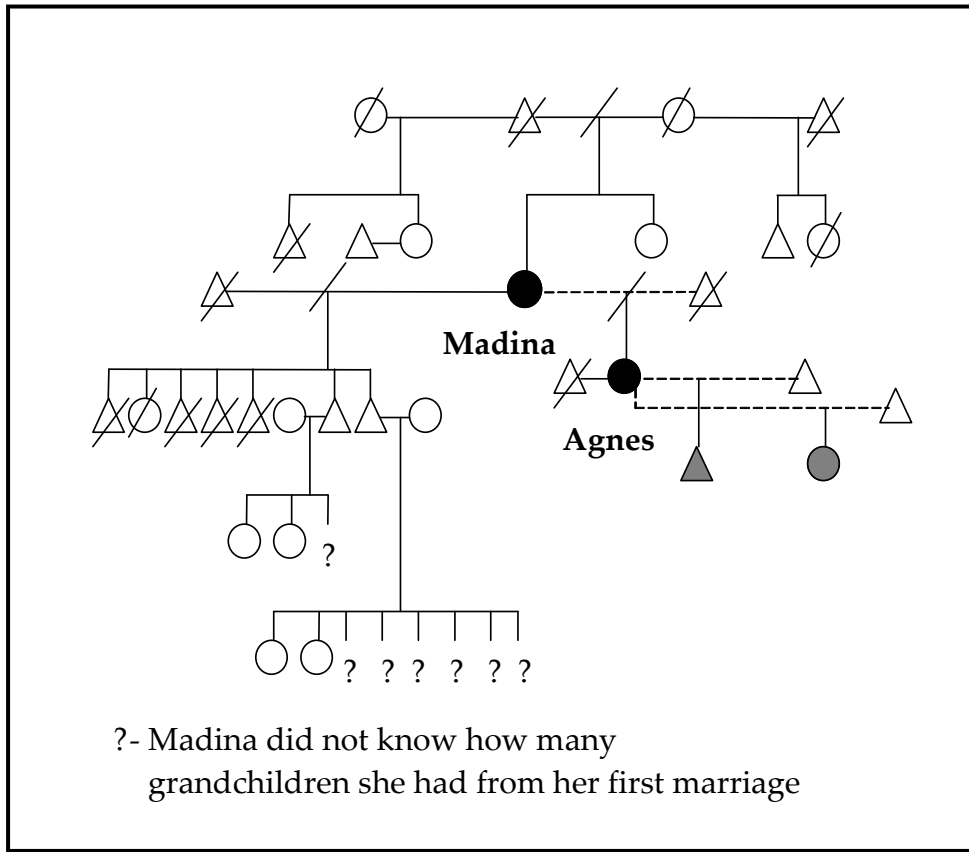 Madina
Agnes
?
? ? ? ? ? ?
?- Madina did not know how many
grandchildren she had from her first marriage